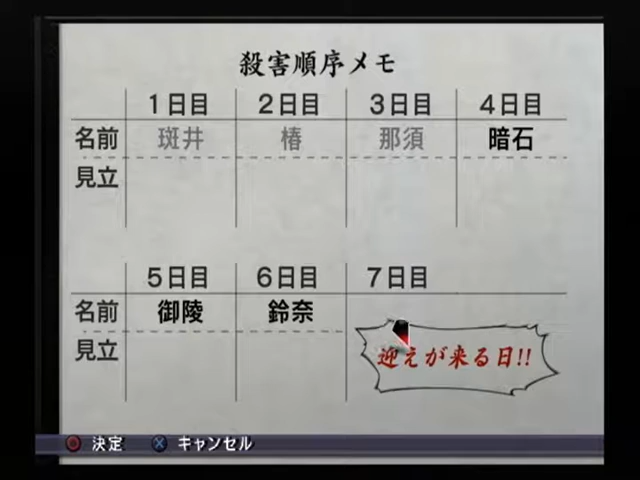 殺害順序メモ
1日目 2日目 3日目 4日目
名前 斑井 椿 那須 暗石
見立
5日目 6日目 7日目
名前 御陵 鈴奈
見立
迎えが来る日!!
決定 キャンセル